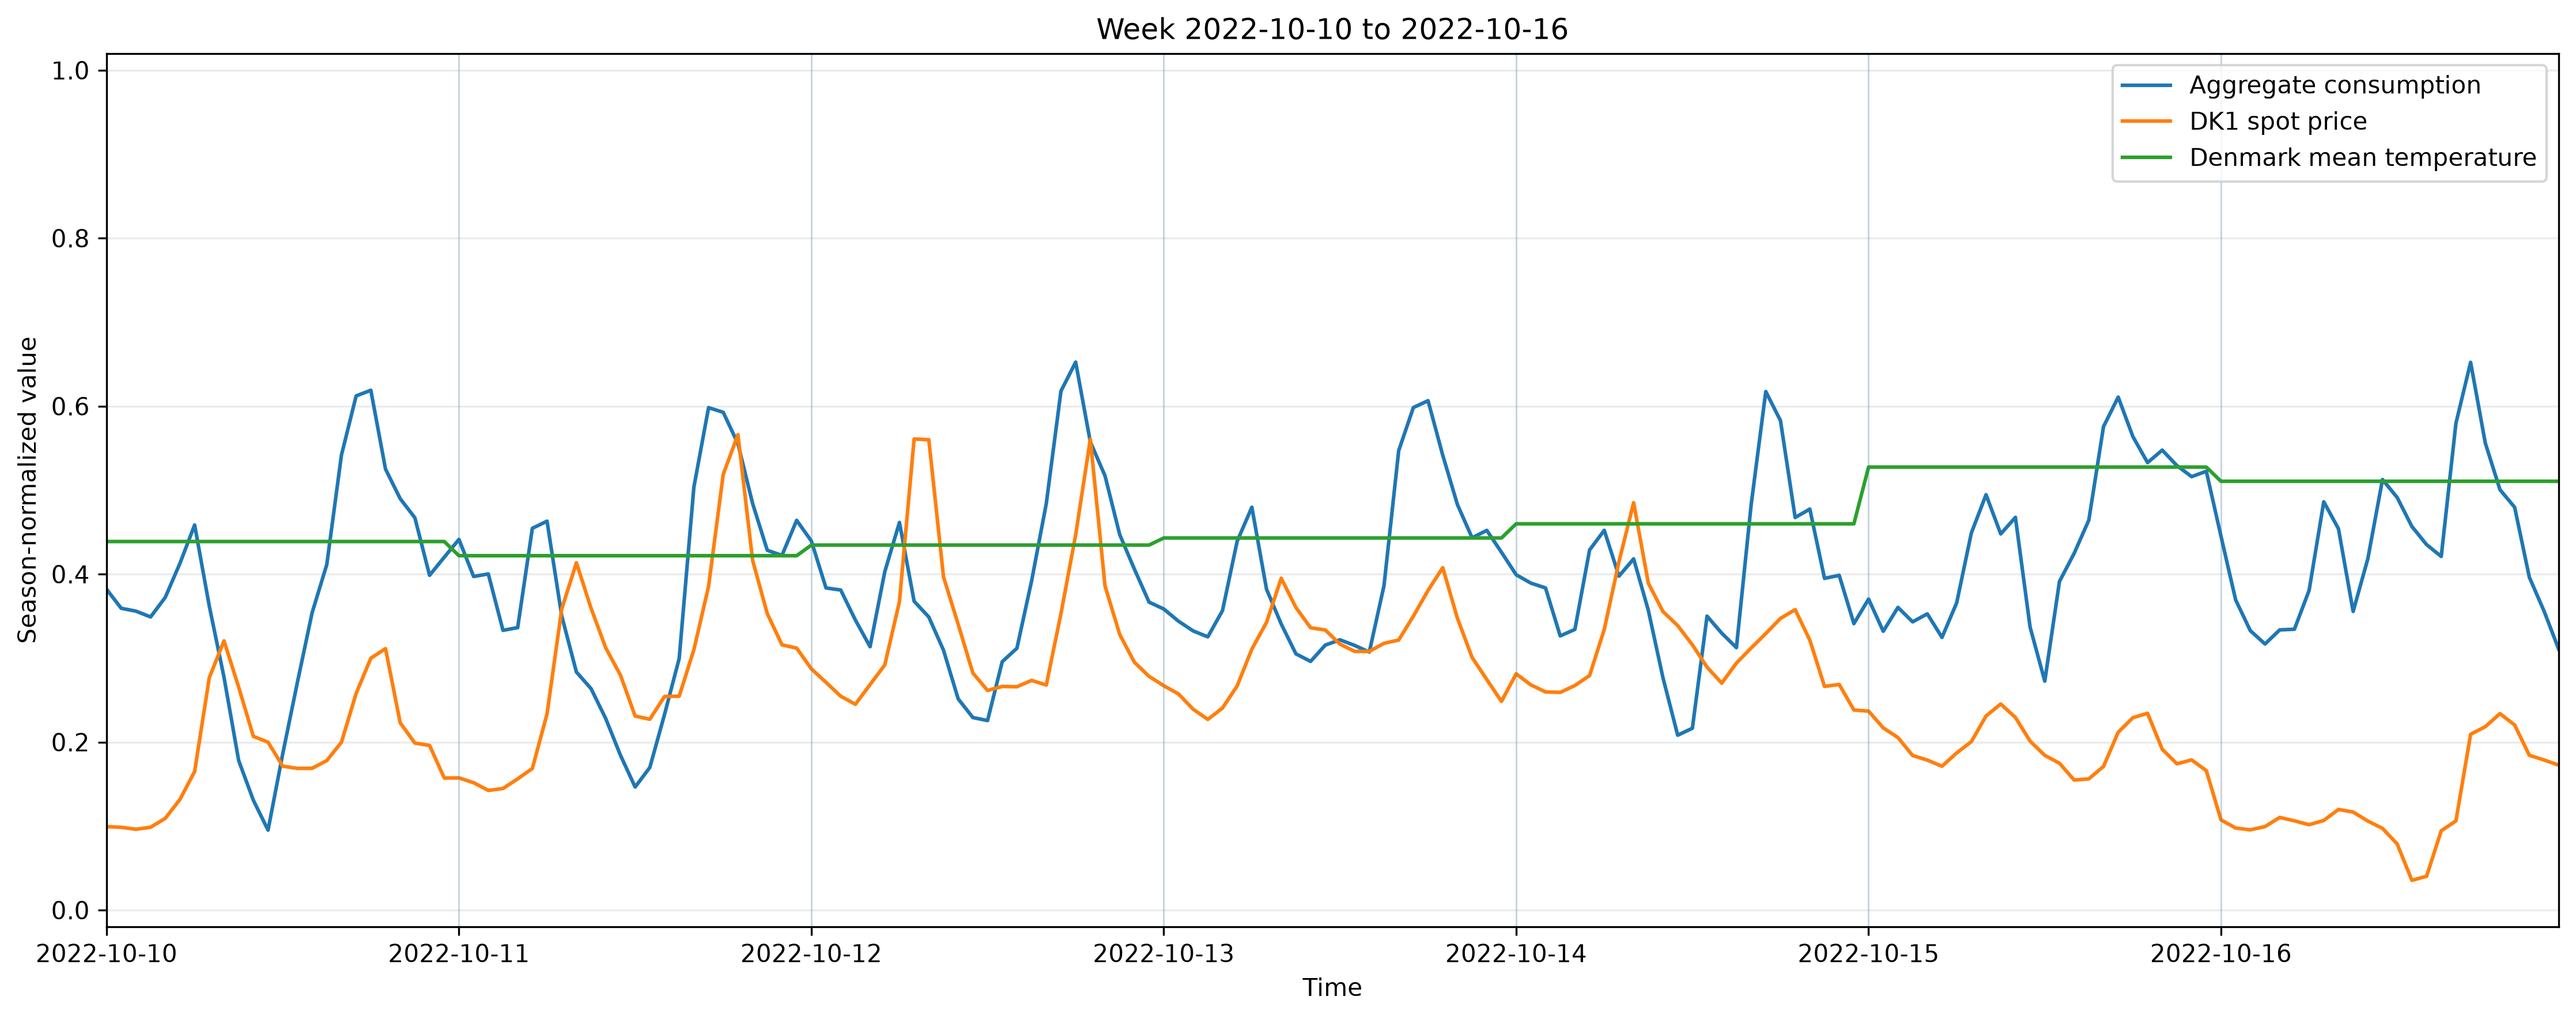 Week 2022-10-10 to 2022-10-16
Aggregate consumption
DK1 spot price
Denmark mean temperature
Season-normalized value
1.0
0.8
0.6
0.4
0.2
0.0
2022-10-10 2022-10-11 2022-10-12 2022-10-13 2022-10-14 2022-10-15 2022-10-16
Time